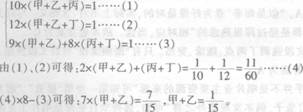 10×(甲+乙+丙)=1……(1)
12×(甲+乙+丁)=1……(2)
9×(甲+乙)+8×(丙+丁)=1……(3)
由(1)、(2)可得:2×(甲+乙)+(丙+丁)=1/10+1/12=11/60……(4)
(4)×8-(3)可得:7×(甲+乙)=7/15,甲+乙=1/15。